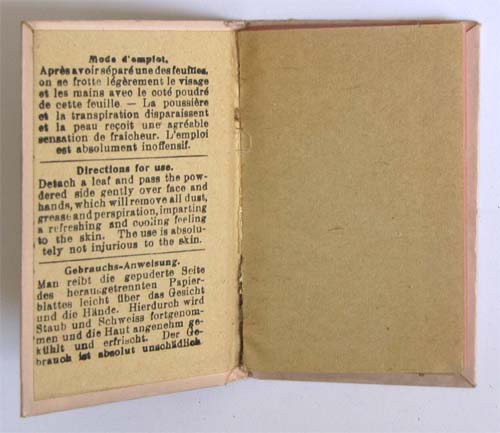 Mode d'emploi.
Après avoir séparé une des feuilles,
on se frotte légèrement le visage
et les mains avec le coté poudré
de cette feuille. — La poussière
et la transpiration disparaissent
et la peau reçoit une agréable
sensation de fraîcheur. L'emploi
est absolument inoffensif.
Directions for use.
Detach a leaf and pass the pow-
dered side gently over face and
hands, which will remove all dust,
grease and perspiration, imparting
a refreshing and cooling feeling
to the skin. The use is absolu-
tely not injurious to the skin.
Gebrauchs-Anweisung.
Man reibt die gepuderte Seite
des herausgetrennten Papier-
blattes leicht über das Gesicht
und die Hände. Hierdurch wird
Staub und Schweiss fortgenom-
men und die Haut angenehm ge-
kühlt und erfrischt. Der Ge-
brauch ist absolut unschädlich.